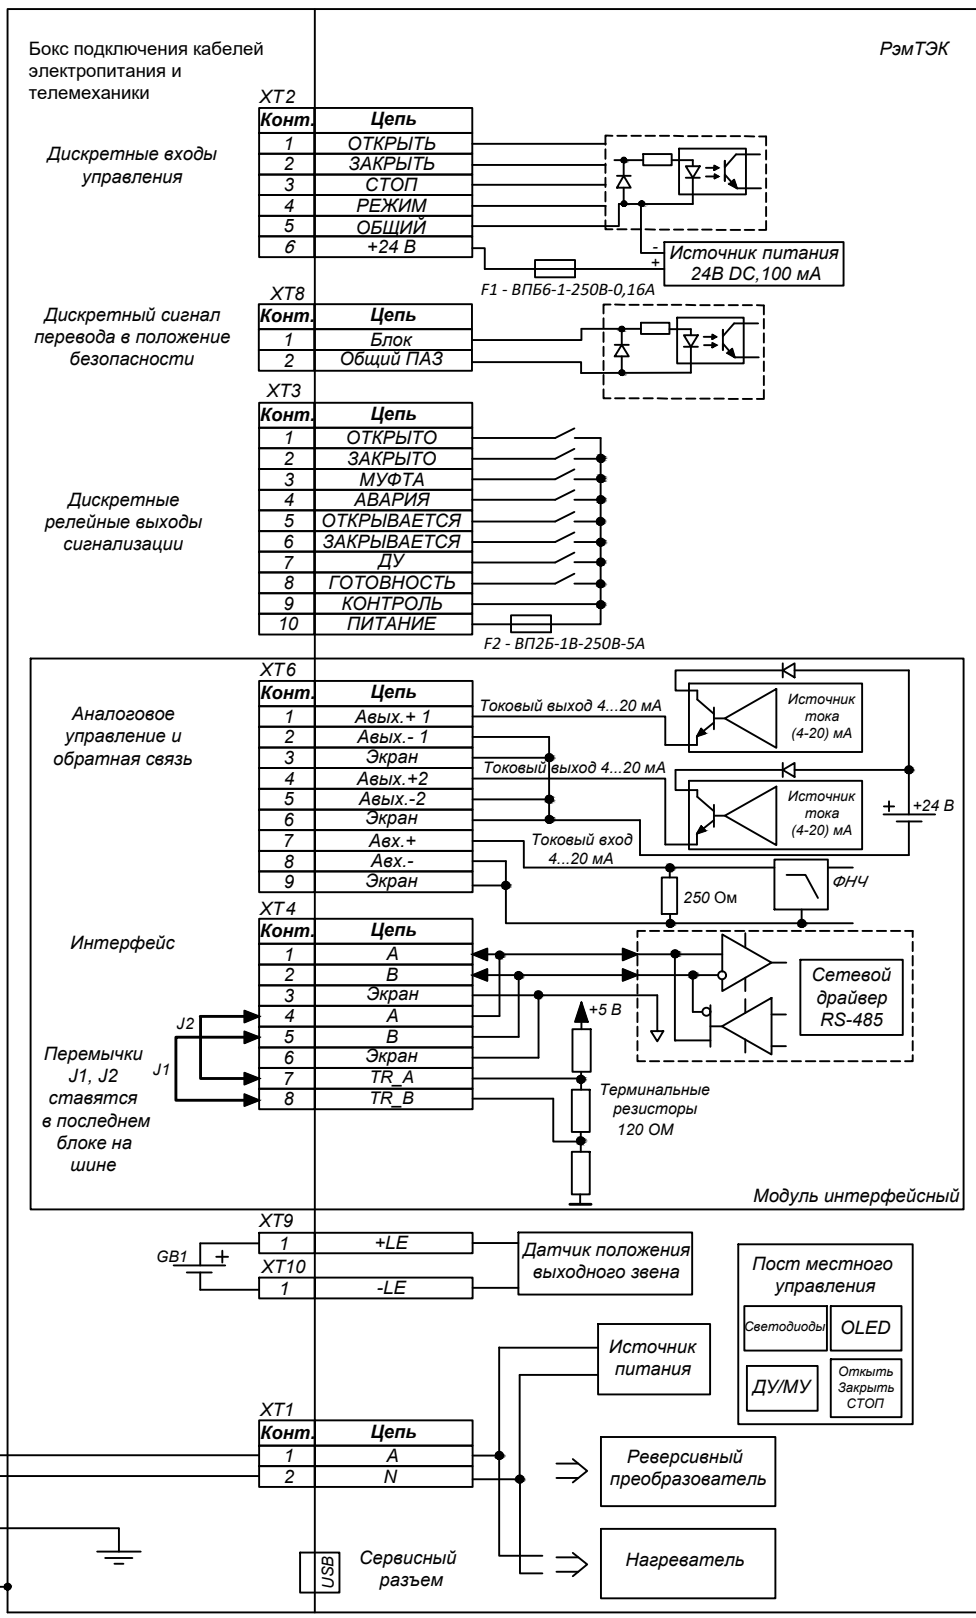 Бокс подключения кабелей
электропитания и
телемеханики
РэмТЭК
XT2
Конт.
Цепь
1
ОТКРЫТЬ
2
ЗАКРЫТЬ
3
СТОП
4
РЕЖИМ
5
ОБЩИЙ
6
+24 В
Дискретные входы
управления
-
+
Источник питания
24В DC,100 мА
F1 - ВПБ6-1-250В-0,16А
XT8
Конт.
Цепь
1
Блок
2
Общий ПАЗ
Дискретный сигнал
перевода в положение
безопасности
XT3
Конт.
Цепь
1
ОТКРЫТО
2
ЗАКРЫТО
3
МУФТА
4
АВАРИЯ
5
ОТКРЫВАЕТСЯ
6
ЗАКРЫВАЕТСЯ
7
ДУ
8
ГОТОВНОСТЬ
9
КОНТРОЛЬ
10
ПИТАНИЕ
Дискретные
релейные выходы
сигнализации
F2 - ВП2Б-1В-250В-5А
XT6
Конт.
Цепь
1
Авых.+ 1
2
Авых.- 1
3
Экран
4
Авых.+2
5
Авых.-2
6
Экран
7
Авх.+
8
Авх.-
9
Экран
Аналоговое
управление и
обратная связь
Токовый выход 4...20 мА
Источник
тока
(4-20) мА
Токовый выход 4...20 мА
Источник
тока
(4-20) мА
+
+24 В
Токовый вход
4...20 мА
250 Ом
ФНЧ
XT4
Конт.
Цепь
1
A
2
B
3
Экран
4
A
5
B
6
Экран
7
TR_A
8
TR_B
Интерфейс
J2
J1
Перемычки
J1, J2
ставятся
в последнем
блоке на
шине
+5 В
Сетевой
драйвер
RS-485
Терминальные
резисторы
120 ОМ
Модуль интерфейсный
XT9
1
+LE
GB1
+
XT10
1
-LE
Датчик положения
выходного звена
Пост местного
управления
Светодиоды
OLED
ДУ/МУ
Откыть
Закрыть
СТОП
Источник
питания
XT1
Конт.
Цепь
1
A
2
N
Реверсивный
преобразователь
Нагреватель
USB
Сервисный
разъем